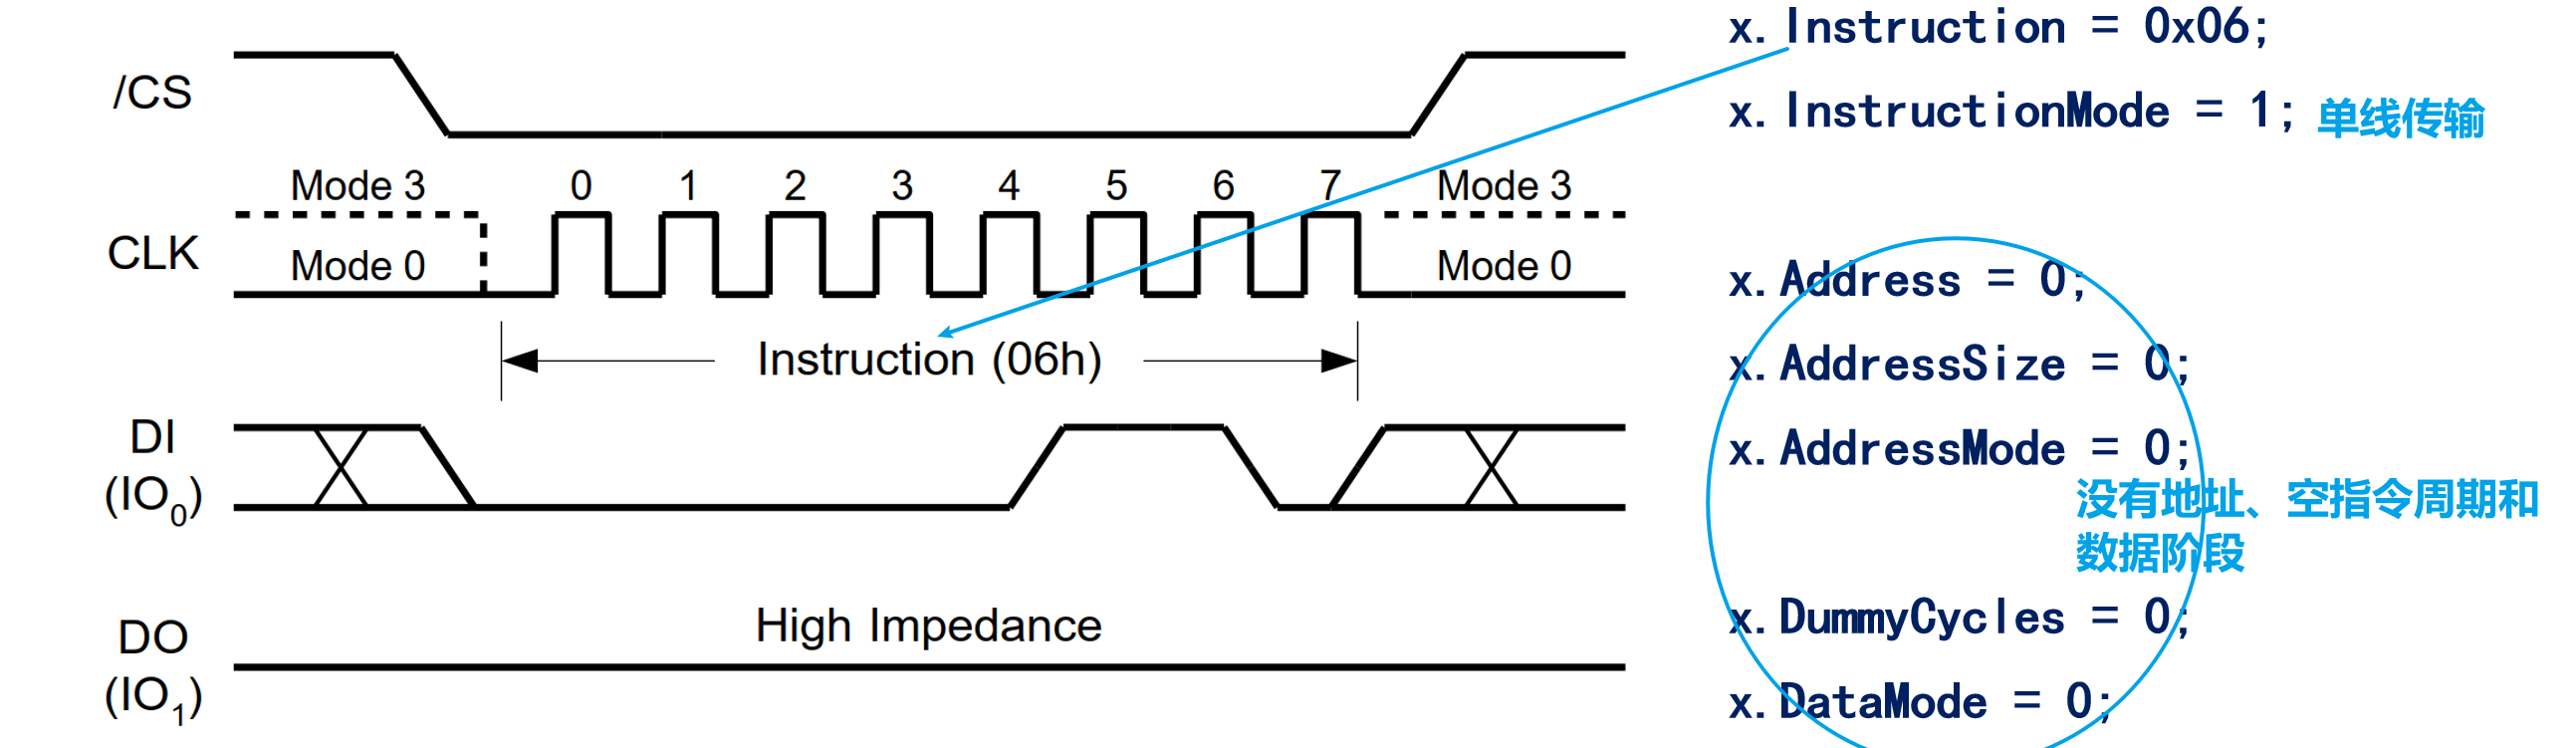 /CS
Mode 3
0 1 2 3 4 5 6 7
Mode 3
CLK
Mode 0
Mode 0
Instruction (06h)
DI
(IO0)
High Impedance
DO
(IO1)
x.Instruction = 0x06;
x.InstructionMode = 1; 单线传输
x.Address = 0;
x.AddressSize = 0;
x.AddressMode = 0;
没有地址、空指令周期和
数据阶段
x.DummyCycles = 0;
x.DataMode = 0;